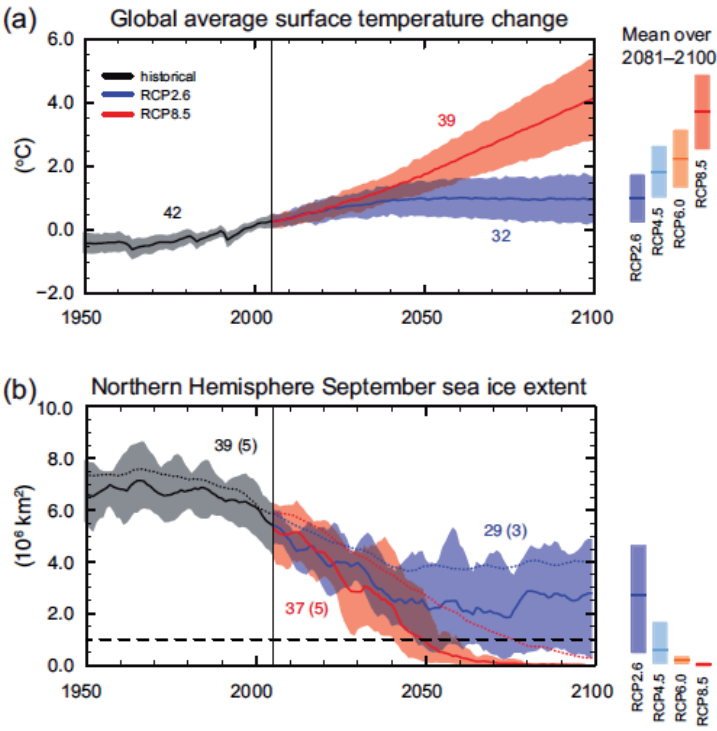 (a) Global average surface temperature change
Mean over
2081–2100
6.0
4.0
2.0
0.0
−2.0
(°C)
historical
RCP2.6
RCP8.5
42
39
32
1950 2000 2050 2100
RCP2.6
RCP4.5
RCP6.0
RCP8.5
(b) Northern Hemisphere September sea ice extent
10.0
8.0
6.0
4.0
2.0
0.0
(10⁶ km²)
39 (5)
29 (3)
37 (5)
1950 2000 2050 2100
RCP2.6
RCP4.5
RCP6.0
RCP8.5